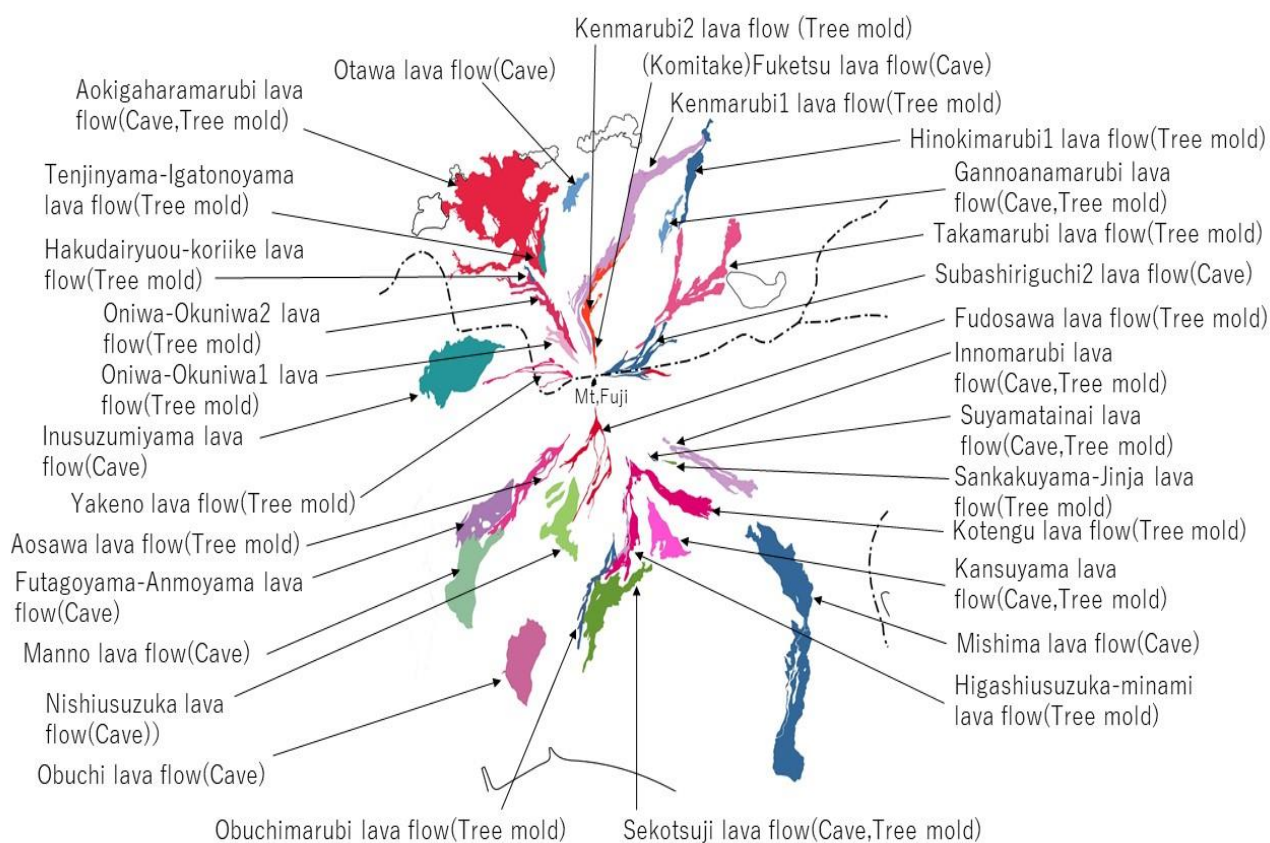 Kenmarubi2 lava flow (Tree mold)
Otawa lava flow(Cave)
(Komitake)Fuketsu lava flow(Cave)
Aokigaharamarubi lava
flow(Cave,Tree mold)
Kenmarubi1 lava flow(Tree mold)
Hinokimarubi1 lava flow(Tree mold)
Tenjinyama-Igatonoyama
lava flow(Tree mold)
Gannoanamarubi lava
flow(Cave,Tree mold)
Hakudairyuou-koriike lava
flow(Tree mold)
Takamarubi lava flow(Tree mold)
Subashiriguchi2 lava flow(Cave)
Oniwa-Okuniwa2 lava
flow(Tree mold)
Fudosawa lava flow(Tree mold)
Oniwa-Okuniwa1 lava
flow(Tree mold)
Innomarubi lava
flow(Cave,Tree mold)
Mt,Fuji
Inusuzumiyama lava
flow(Cave)
Suyamatainai lava
flow(Cave,Tree mold)
Yakeno lava flow(Tree mold)
Sankakuyama-Jinja lava
flow(Tree mold)
Aosawa lava flow(Tree mold)
Kotengu lava flow(Tree mold)
Futagoyama-Anmoyama lava
flow(Cave)
Kansuyama lava
flow(Cave,Tree mold)
Manno lava flow(Cave)
Mishima lava flow(Cave)
Nishiusuzuka lava
flow(Cave))
Higashiusuzuka-minami
lava flow(Tree mold)
Obuchi lava flow(Cave)
Obuchimarubi lava flow(Tree mold)
Sekotsuji lava flow(Cave,Tree mold)